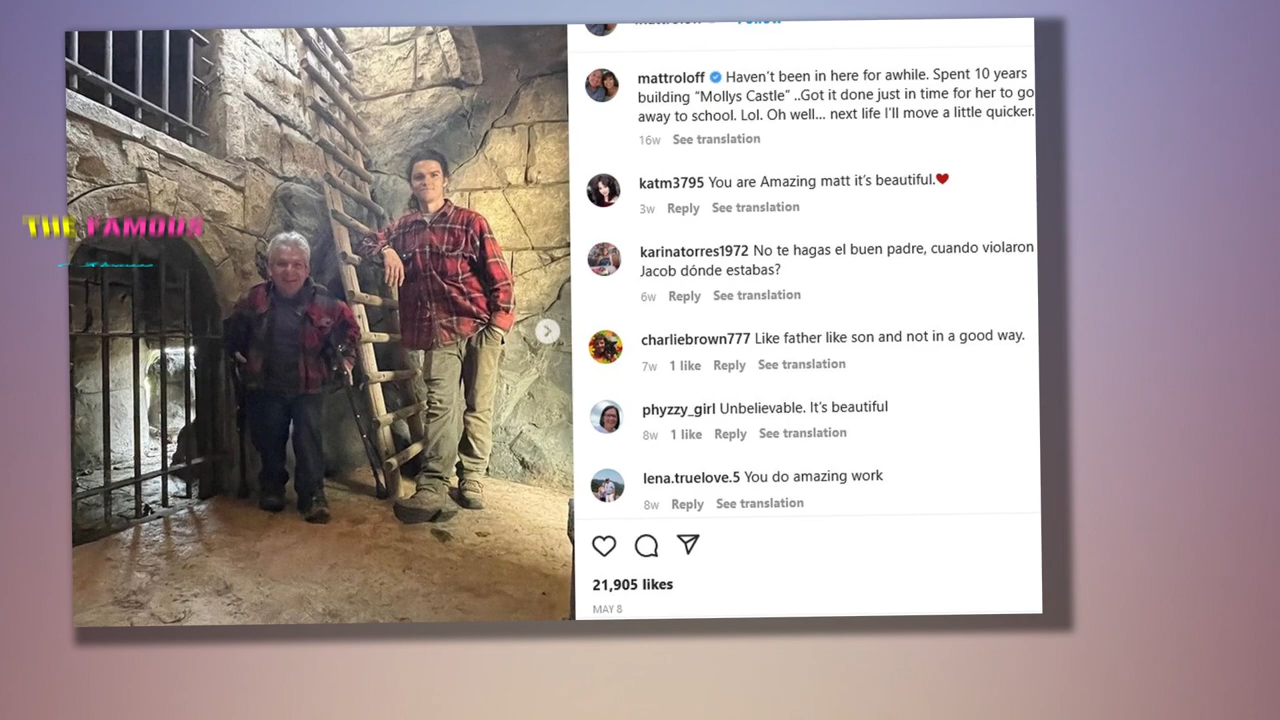 THE FAMOUS
mattroloff Haven't been in here for awhile. Spent 10 years
building "Mollys Castle" ..Got it done just in time for her to go
away to school. Lol. Oh well... next life I'll move a little quicker.
16w See translation
katm3795 You are Amazing matt it's beautiful.❤
3w Reply See translation
karinatorres1972 No te hagas el buen padre, cuando violaron
Jacob dónde estabas?
6w Reply See translation
charliebrown777 Like father like son and not in a good way.
7w 1 like Reply See translation
phyzzy_girl Unbelievable. It's beautiful
8w 1 like Reply See translation
lena.truelove.5 You do amazing work
8w Reply See translation
21,905 likes
MAY 8